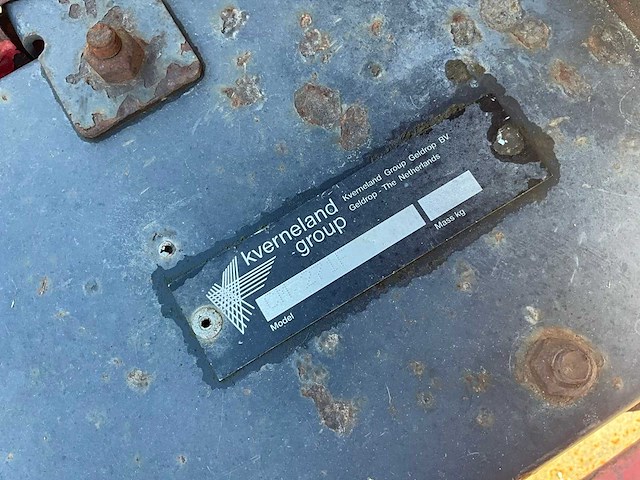 kverneland
group
Kverneland Group Geldrop BV
Geldrop - The Netherlands
Model
Mass kg